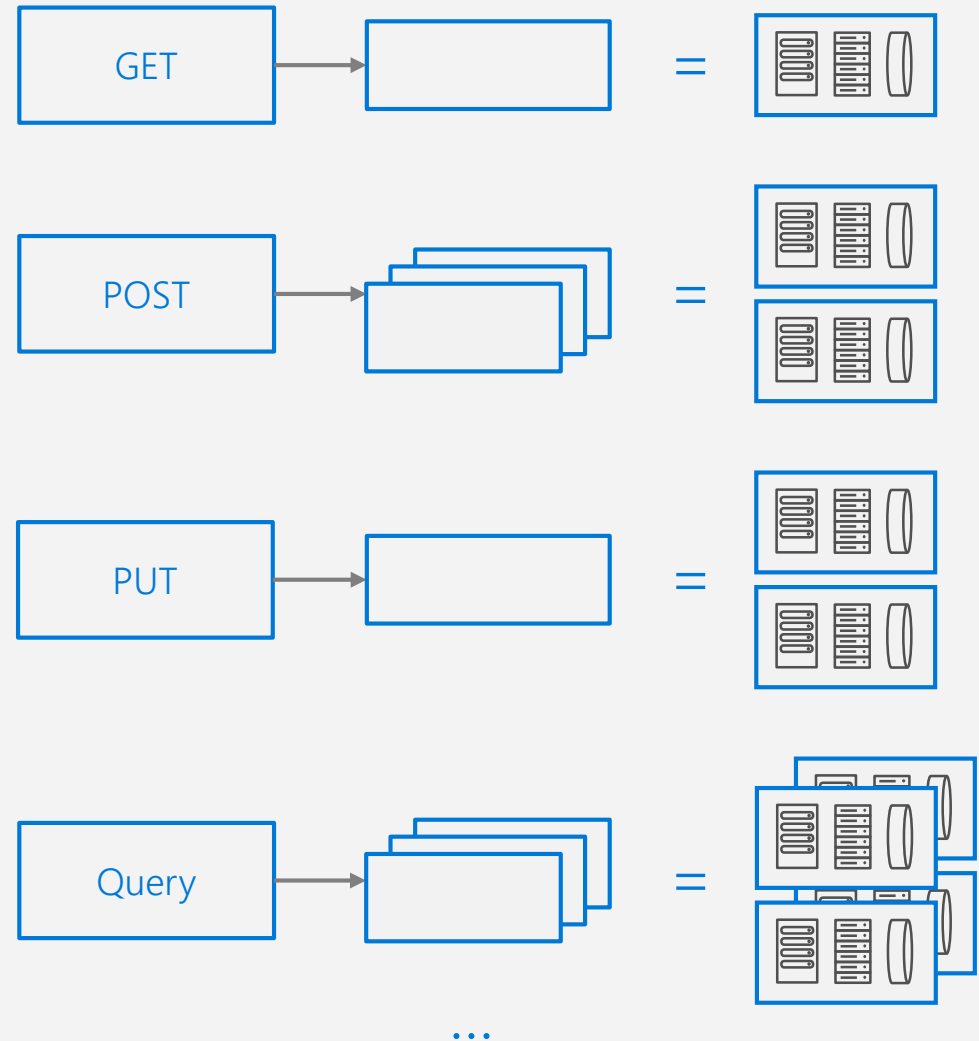 GET
=
POST
=
PUT
=
Query
=
...